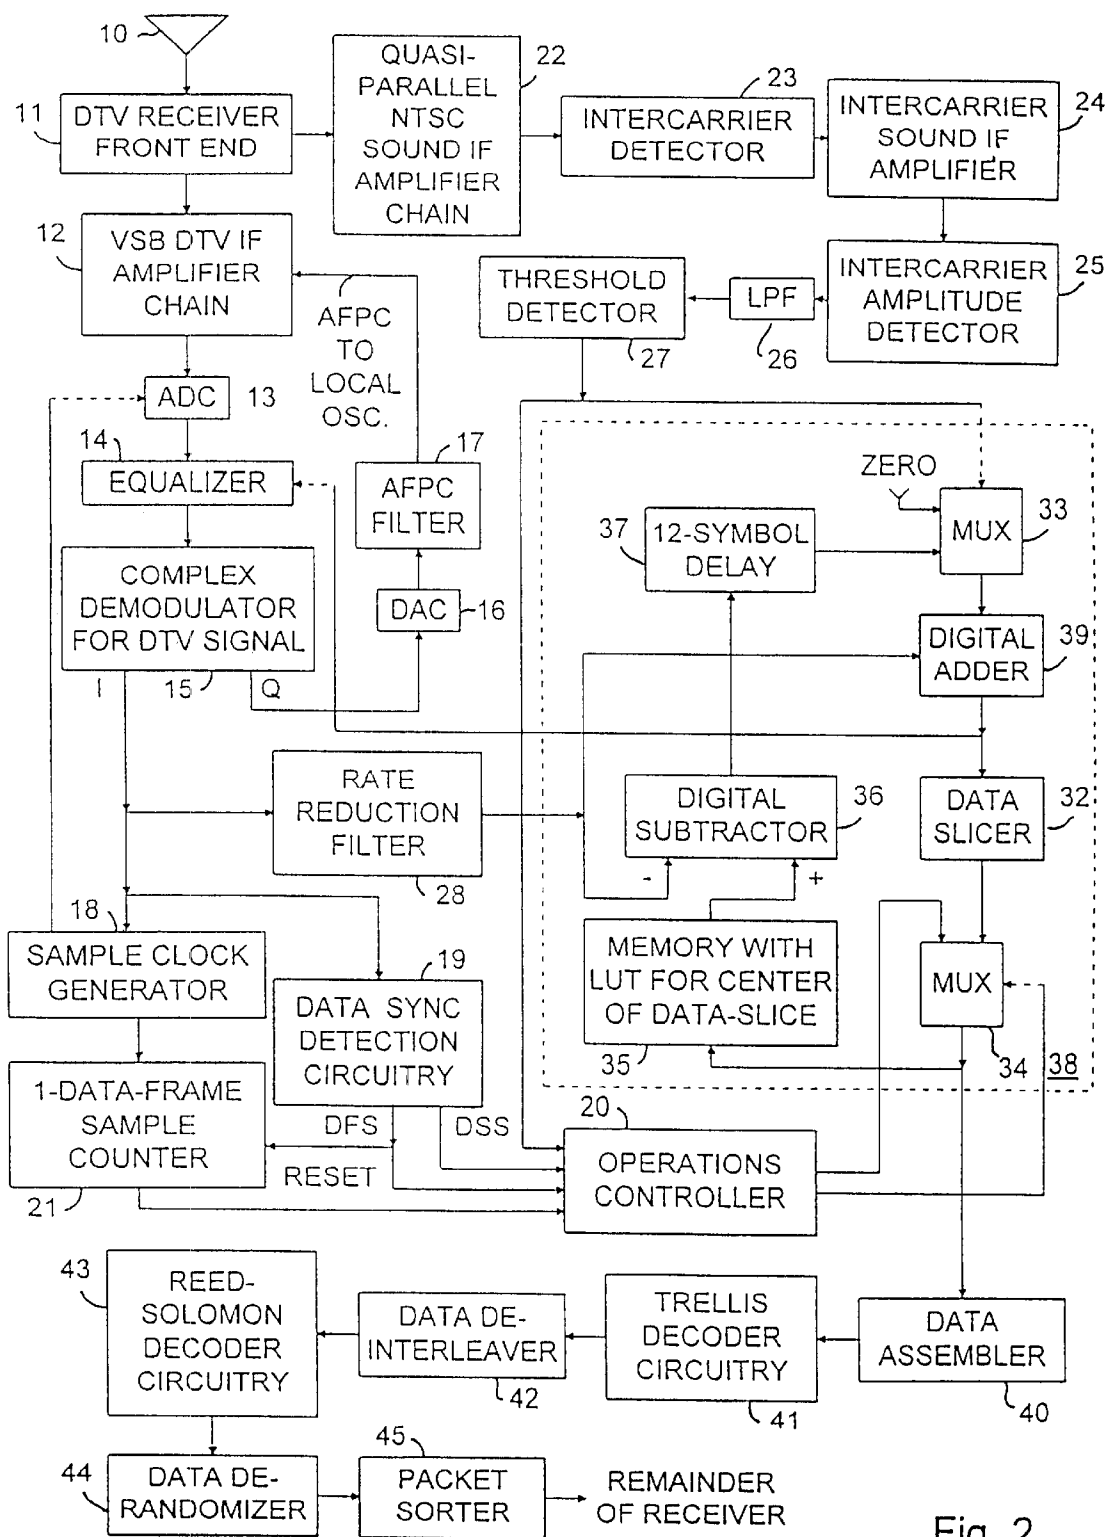 10
11
DTV RECEIVER
FRONT END
QUASI-
PARALLEL
NTSC
SOUND IF
AMPLIFIER
CHAIN
22
23
INTERCARRIER
DETECTOR
INTERCARRIER
SOUND IF
AMPLIFIER
24
12
VSB DTV IF
AMPLIFIER
CHAIN
AFPC
TO
LOCAL
OSC.
THRESHOLD
DETECTOR
27
LPF
26
INTERCARRIER
AMPLITUDE
DETECTOR
25
ADC
13
14
EQUALIZER
17
AFPC
FILTER
ZERO
MUX
33
37
12-SYMBOL
DELAY
COMPLEX
DEMODULATOR
FOR DTV SIGNAL
DAC
16
I
15
Q
DIGITAL
ADDER
39
RATE
REDUCTION
FILTER
28
DIGITAL
SUBTRACTOR
36
-
+
DATA
SLICER
32
18
SAMPLE CLOCK
GENERATOR
19
DATA SYNC
DETECTION
CIRCUITRY
MEMORY WITH
LUT FOR CENTER
OF DATA-SLICE
35
MUX
34
38
1-DATA-FRAME
SAMPLE
COUNTER
21
DFS
DSS
RESET
20
OPERATIONS
CONTROLLER
43
REED-
SOLOMON
DECODER
CIRCUITRY
DATA DE-
INTERLEAVER
42
TRELLIS
DECODER
CIRCUITRY
41
DATA
ASSEMBLER
40
44
DATA DE-
RANDOMIZER
45
PACKET
SORTER
REMAINDER
OF RECEIVER
Fig. 2